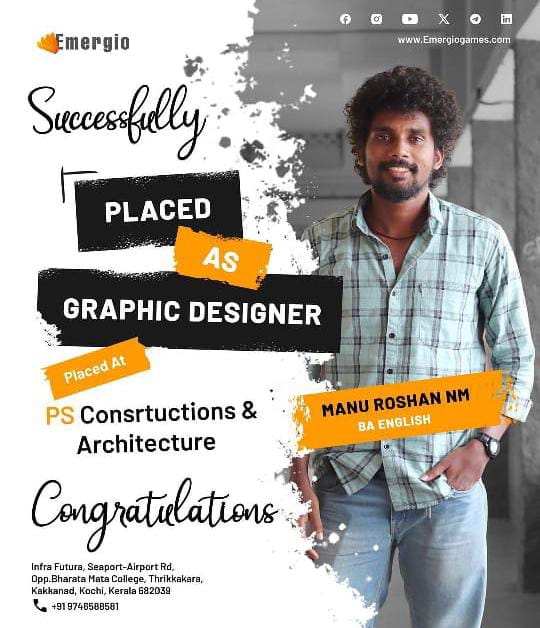 Emergio
www.Emergiogames.com
Successfully
PLACED
AS
GRAPHIC DESIGNER
Placed At
PS Consrtuctions &
Architecture
MANU ROSHAN NM
BA ENGLISH
Congratulations
Infra Futura, Seaport-Airport Rd,
Opp.Bharata Mata College, Thrikkakara,
Kakkanad, Kochi, Kerala 682039
+91 9746588581